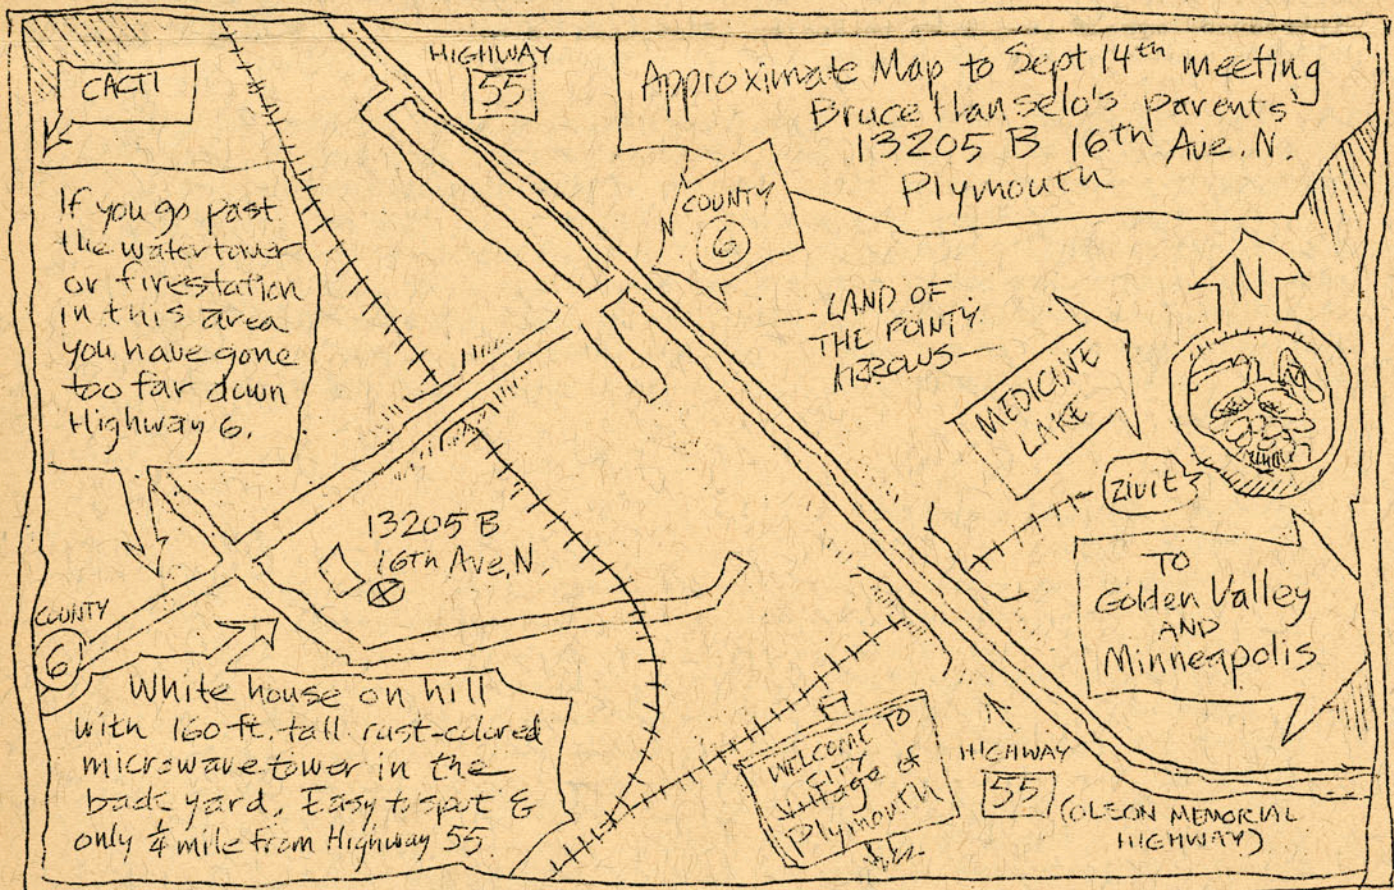 Approximate Map to Sept 14th meeting
Bruce Hanselo's parents'
13205 B 16th Ave. N.
Plymouth
HIGHWAY
55
CACTI
If you go past
the watertower
or firestation
in this area
you have gone
too far down
Highway 6.
COUNTY
6
LAND OF
THE POINTY
ARROWS
N
MEDICINE
LAKE
zivit
TO
Golden Valley
AND
Minneapolis
13205 B
16th Ave, N.
COUNTY
6
White house on hill
with 160 ft. tall rust-colored
microwave tower in the
back yard. Easy to spot &
only 1/4 mile from Highway 55
WELCOME TO
CITY
Village of
Plymouth
HIGHWAY
55
(OLSON MEMORIAL
HIGHWAY)